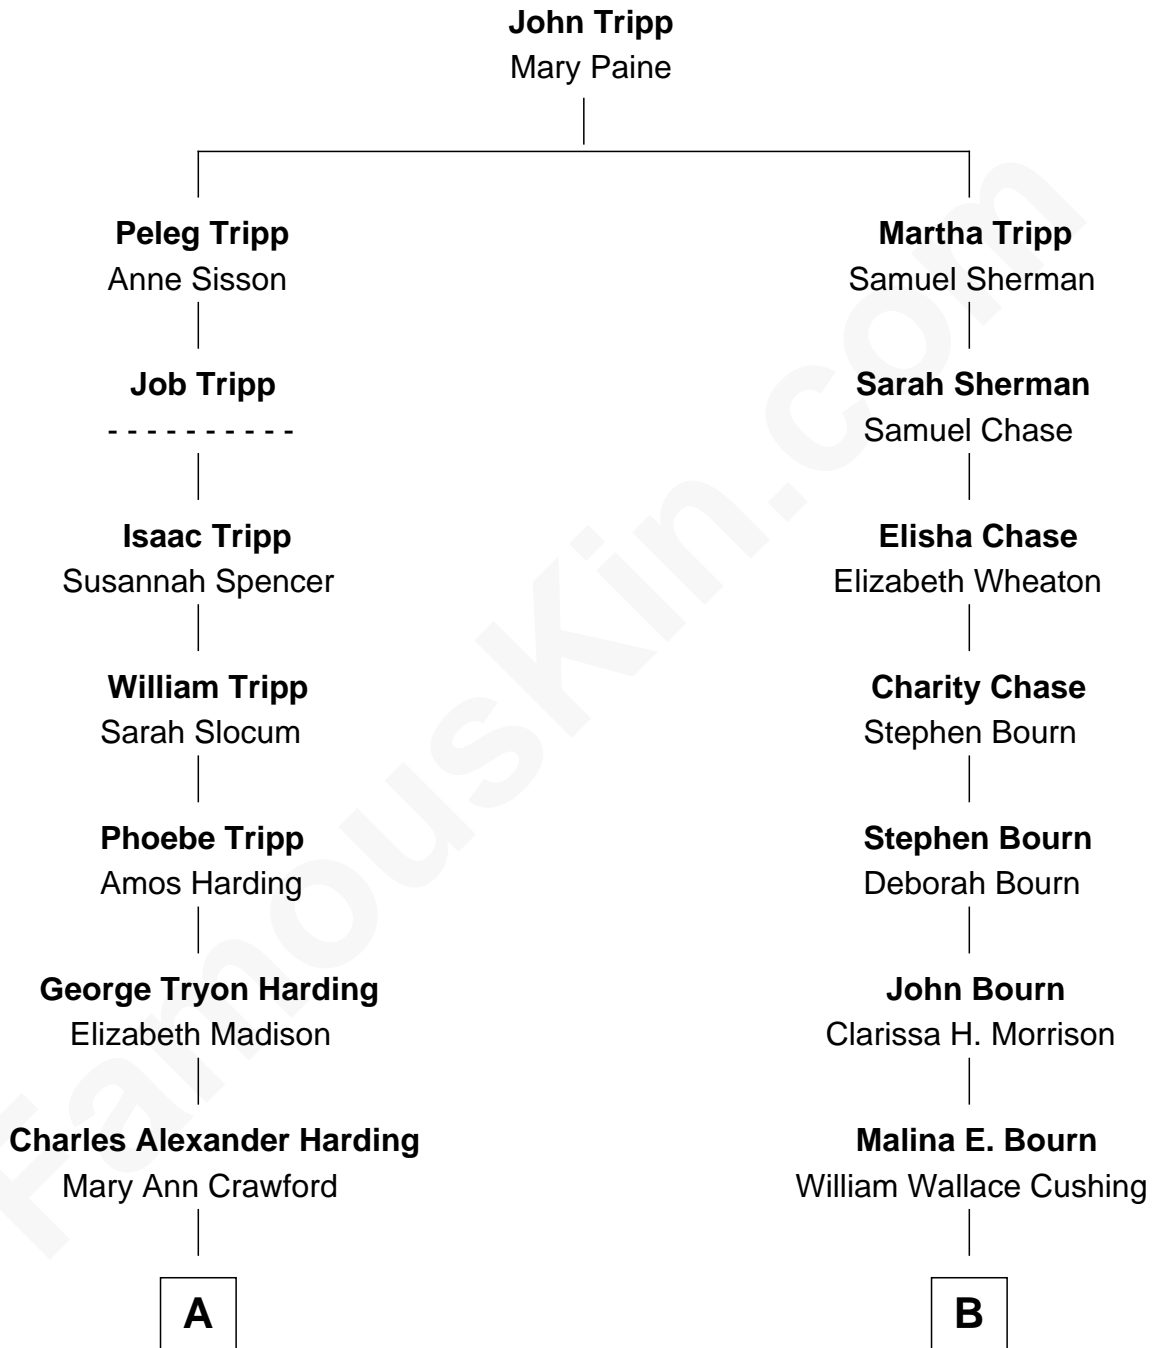 John Tripp
Mary Paine
Peleg Tripp
Anne Sisson
Martha Tripp
Samuel Sherman
Job Tripp
- - - - - - - - - -
Sarah Sherman
Samuel Chase
Isaac Tripp
Susannah Spencer
Elisha Chase
Elizabeth Wheaton
William Tripp
Sarah Slocum
Charity Chase
Stephen Bourn
Phoebe Tripp
Amos Harding
Stephen Bourn
Deborah Bourn
George Tryon Harding
Elizabeth Madison
John Bourn
Clarissa H. Morrison
Charles Alexander Harding
Mary Ann Crawford
Malina E. Bourn
William Wallace Cushing
A
B
FamousKin.com